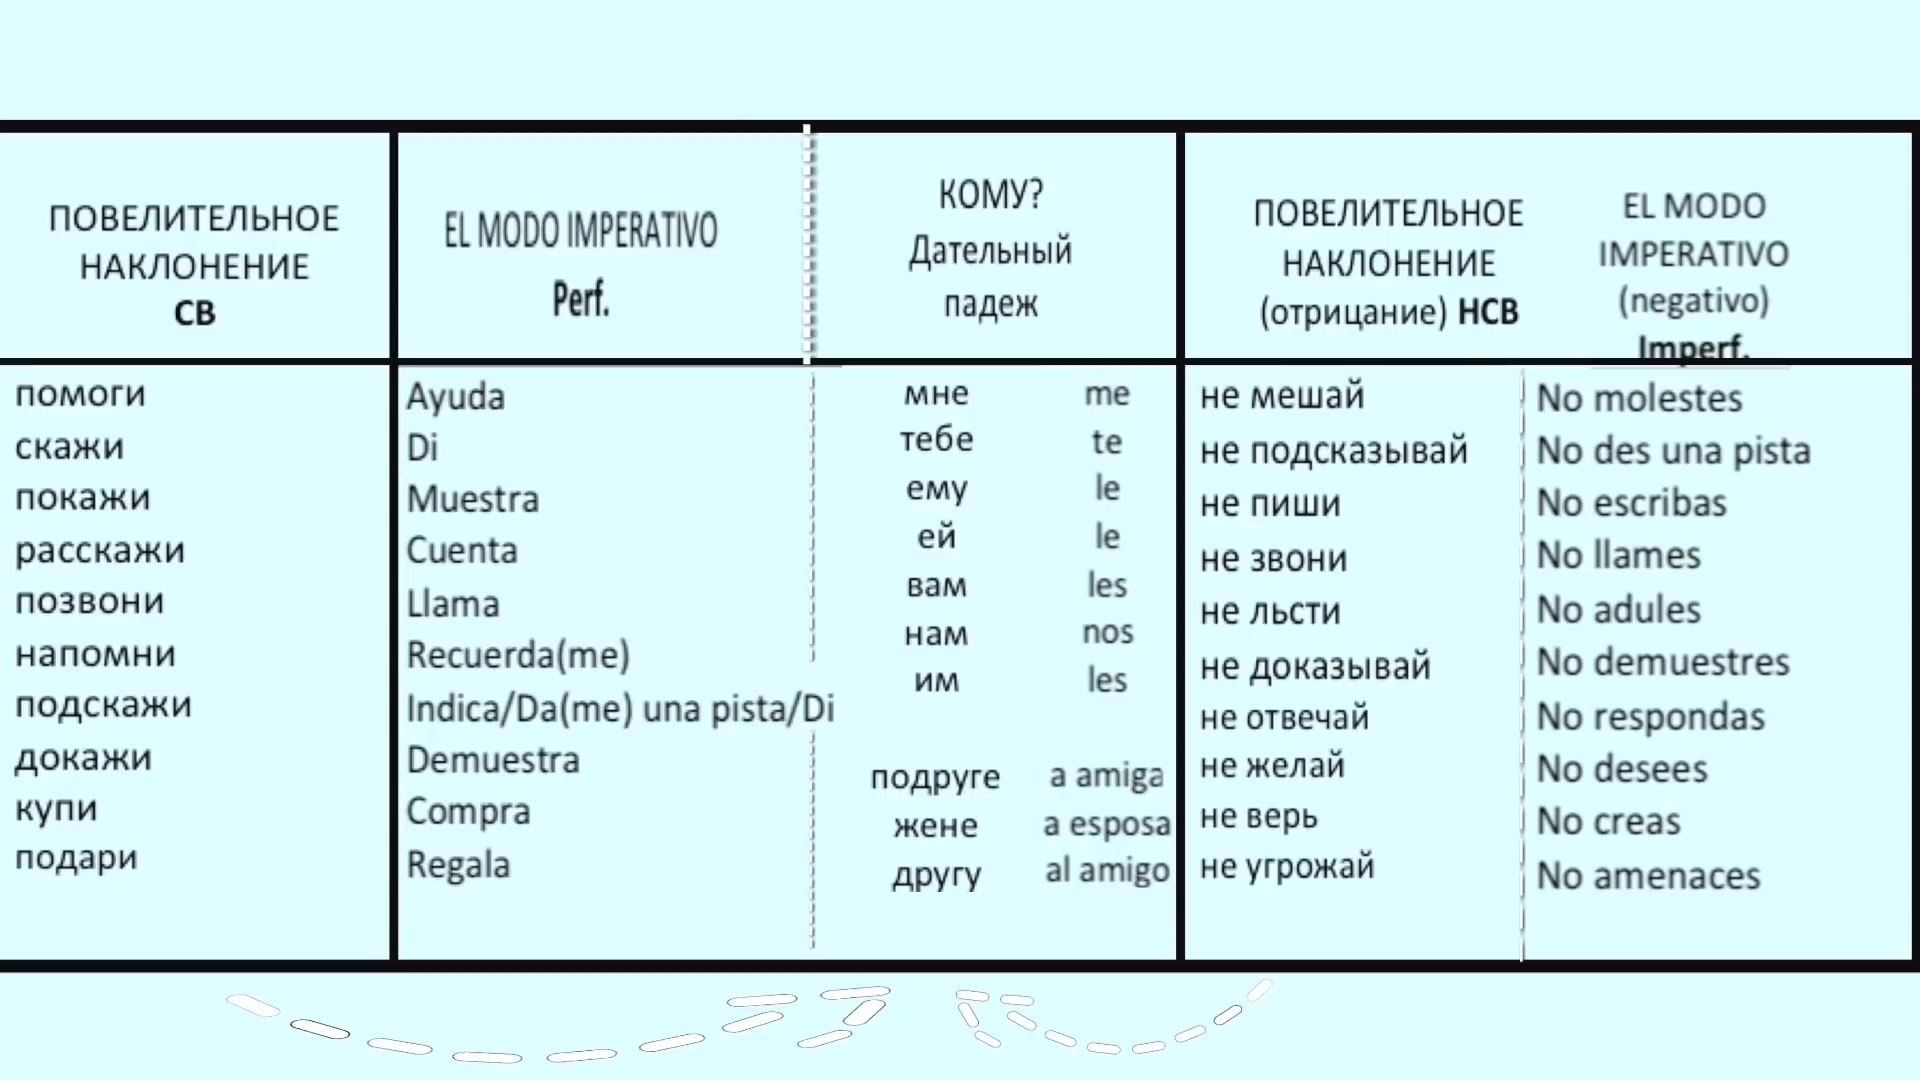 ПОВЕЛИТЕЛЬНОЕ
НАКЛОНЕНИЕ
СВ
EL MODO IMPERATIVO
Perf.
КОМУ?
Дательный
падеж
ПОВЕЛИТЕЛЬНОЕ
НАКЛОНЕНИЕ
(отрицание) НСВ
EL MODO
IMPERATIVO
(negativo)
Imperf.
помоги
скажи
покажи
расскажи
позвони
напомни
подскажи
докажи
купи
подари
Ayuda
Di
Muestra
Cuenta
Llama
Recuerda(me)
Indica/Da(me) una pista/Di
Demuestra
Compra
Regala
мне me
тебе te
ему le
ей le
вам les
нам nos
им les
подруге a amiga
жене a esposa
другу al amigo
не мешай
не подсказывай
не пиши
не звони
не льсти
не доказывай
не отвечай
не желай
не верь
не угрожай
No molestes
No des una pista
No escribas
No llames
No adules
No demuestres
No respondas
No desees
No creas
No amenaces